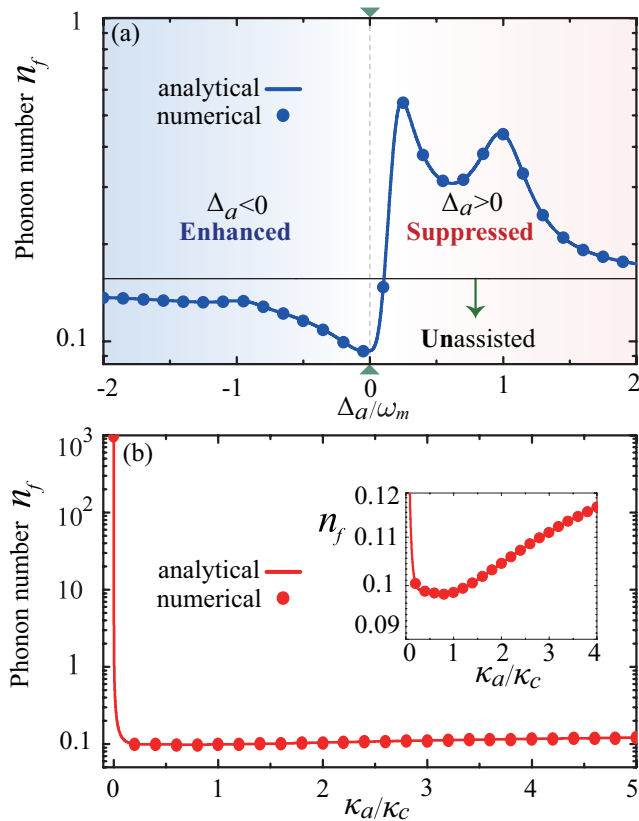 1
(a)
Phonon number n_f
analytical
numerical
Δ_a<0
Enhanced
Δ_a>0
Suppressed
Unassisted
0.1
-2 -1 0 1 2
Δ_a/ω_m
10^3
(b)
Phonon number n_f
10^2
10
1
0.1
analytical
numerical
0.12
n_f
0.11
0.1
0.09
0 1 2 3 4
κ_a/κ_c
0 1 2 3 4 5
κ_a/κ_c